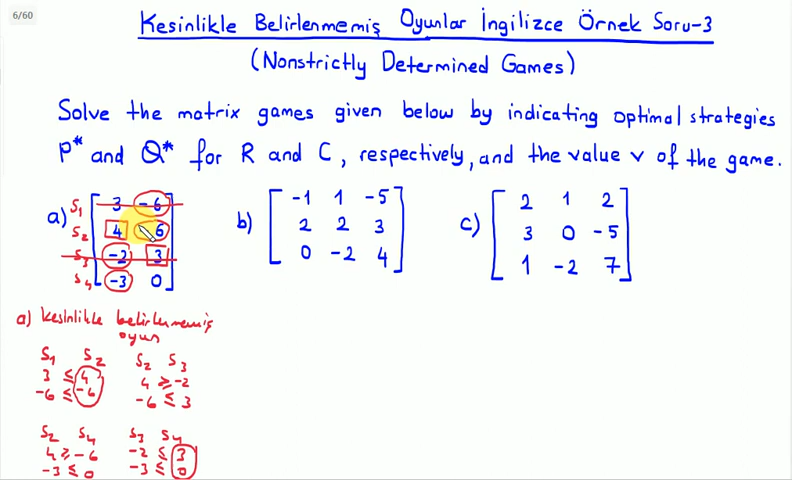 6/60
Kesinlikle Belirlenmemiş Oyunlar İngilizce Örnek Soru-3
(Nonstrictly Determined Games)
Solve the matrix games given below by indicating optimal strategies
P* and Q* for R and C, respectively, and the value v of the game.
a) S₁ 3 -6
S₂ 4 -6
S₃ -2 3
S₄ -3 0
b) -1 1 -5
2 2 3
0 -2 4
c) 2 1 2
3 0 -5
1 -2 7
a) kesinlikle belirlenmemiş
oyun
S₁ S₂
3 ≤ 4
-6 ≤ -6
S₂ S₃
4 ≥ -2
-6 ≤ 3
S₂ S₄
4 ≥ -6
-3 ≤ 0
S₃ S₄
-2 ≤ 3
-3 ≤ 0